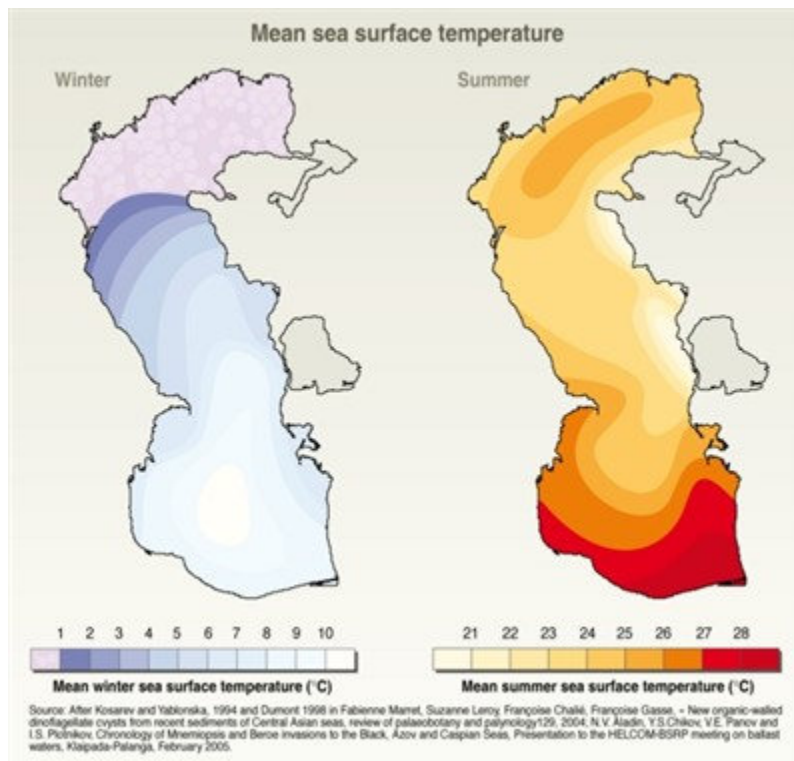 Mean sea surface temperature
Winter
Summer
1 2 3 4 5 6 7 8 9 10
21 22 23 24 25 26 27 28
Mean winter sea surface temperature (°C)
Mean summer sea surface temperature (°C)
Source: After Kosarev and Yablonska, 1994 and Dumont 1998 in Fabienne Marret, Suzanne Leroy, Françoise Chalié, Françoise Gasse, « New organic-walled
dinoflagellate cvysts from recent sediments of Central Asian seas, review of palaeobotany and palynology129, 2004; N.V. Aladin, Y.S.Chikov, V.E. Panov and
I.S. Plotnikov, Chronology of Mnemiopsis and Beroe invasions to the Black, Azov and Caspian Seas, Presentation to the HELCOM-BSRP meeting on ballast
waters, Klaipada-Palanga, February 2005.